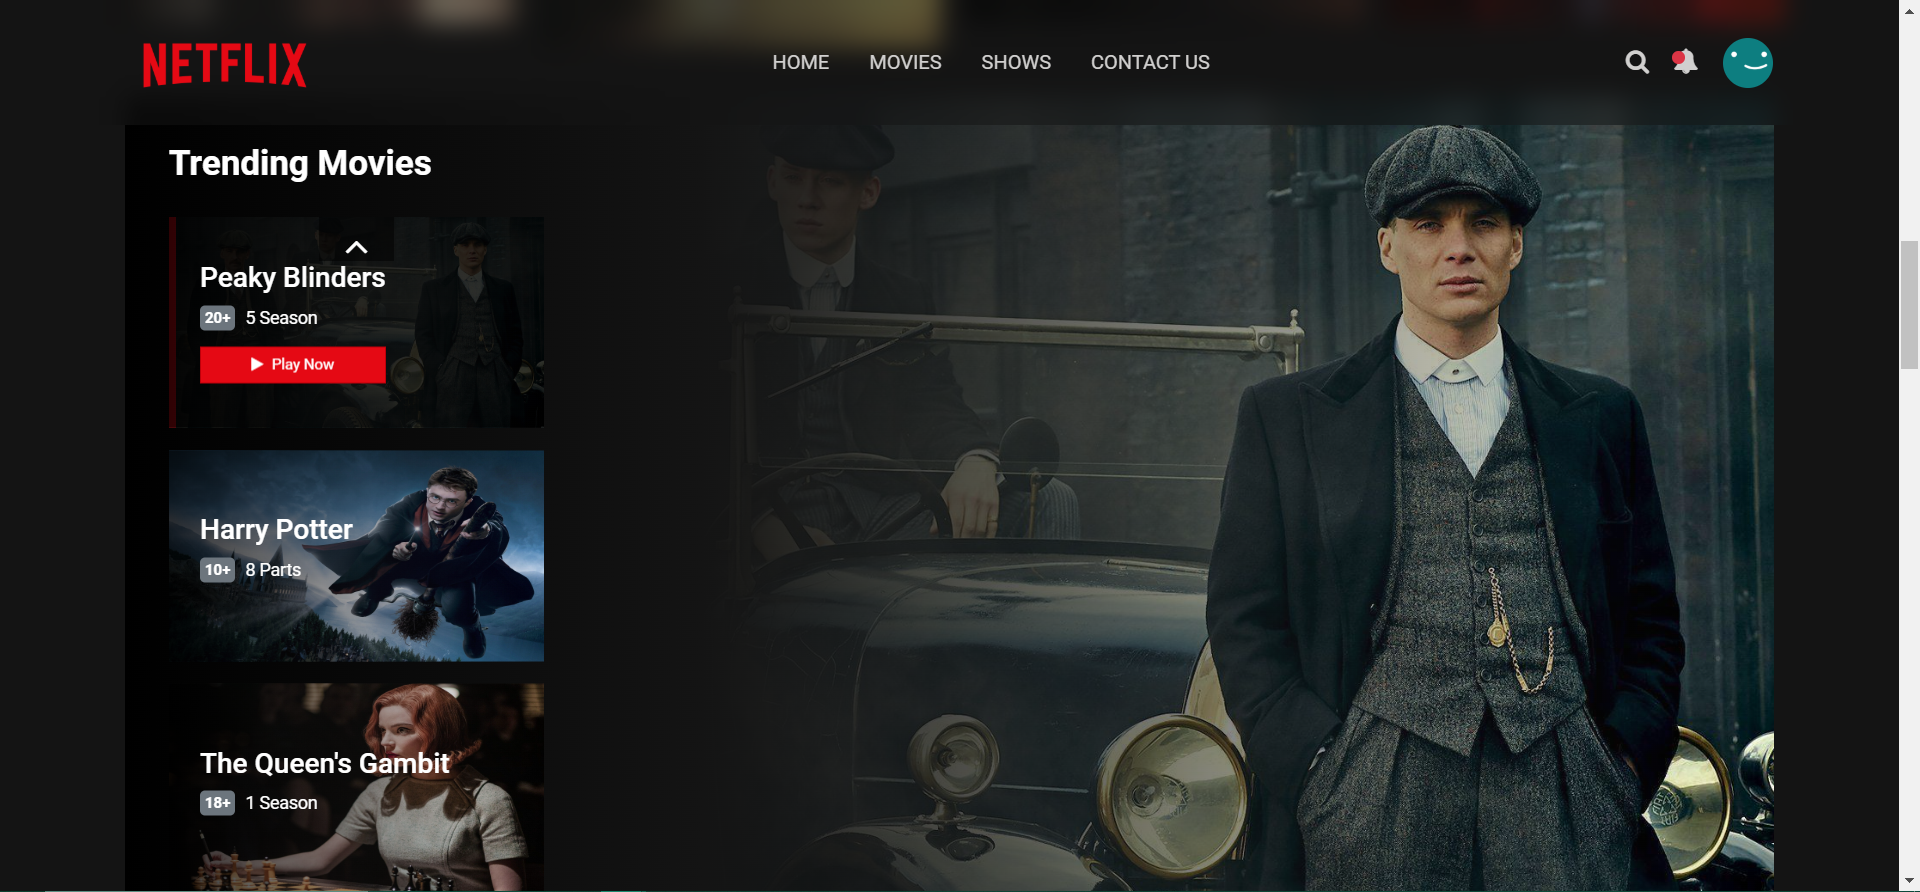 NETFLIX
HOME MOVIES SHOWS CONTACT US
Trending Movies
Peaky Blinders
20+ 5 Season
Play Now
Harry Potter
10+ 8 Parts
The Queen's Gambit
18+ 1 Season